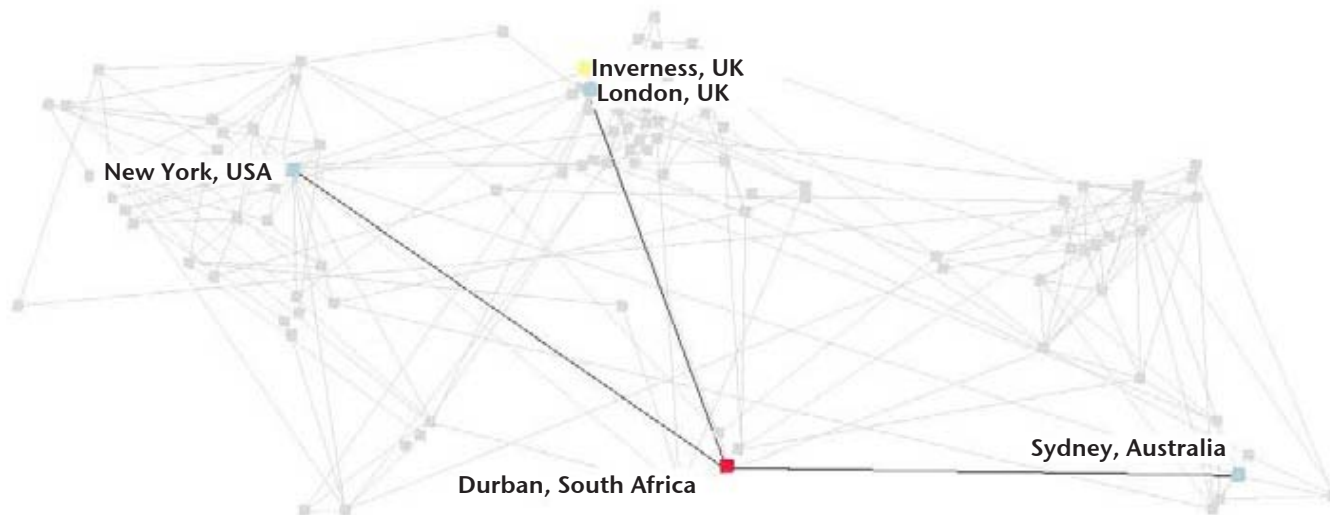 Inverness, UK
London, UK
New York, USA
Sydney, Australia
Durban, South Africa